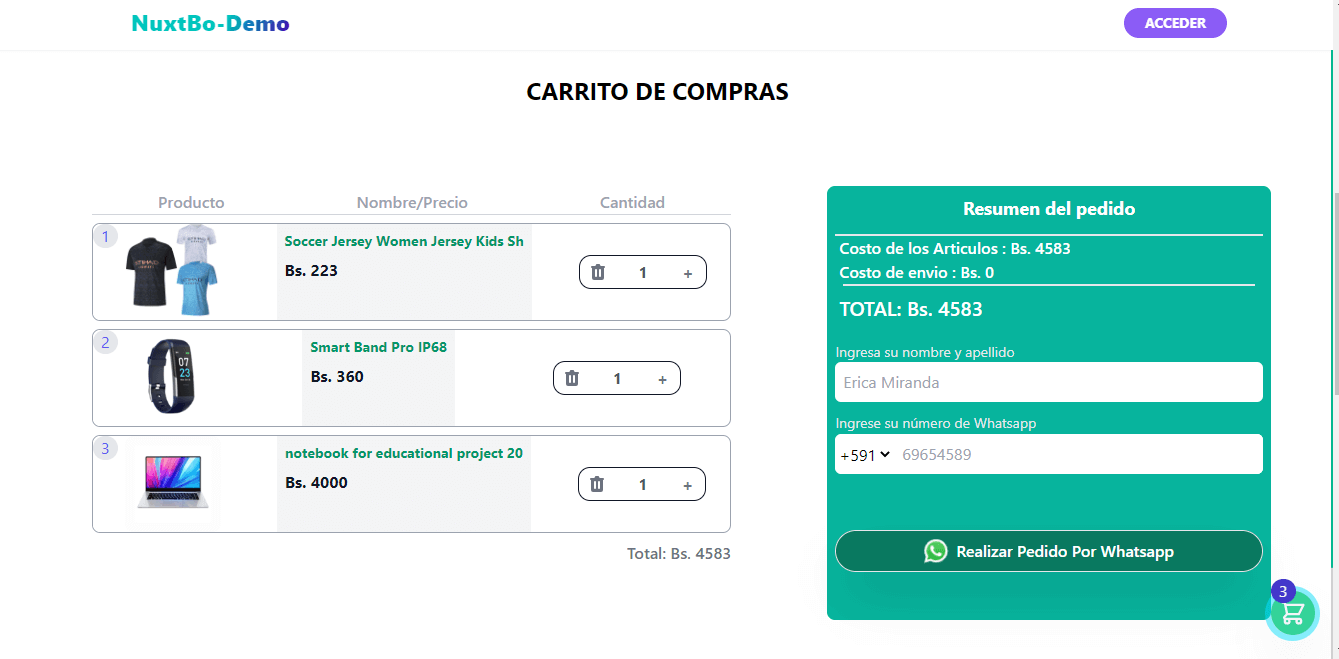 NuxtBo-Demo
ACCEDER
CARRITO DE COMPRAS
Producto Nombre/Precio Cantidad
1
Soccer Jersey Women Jersey Kids Sh
Bs. 223
1 +
2
Smart Band Pro IP68
Bs. 360
1 +
07
23
3
notebook for educational project 20
Bs. 4000
1 +
Total: Bs. 4583
Resumen del pedido
Costo de los Articulos : Bs. 4583
Costo de envio : Bs. 0
TOTAL: Bs. 4583
Ingresa su nombre y apellido
Erica Miranda
Ingrese su número de Whatsapp
+591 69654589
Realizar Pedido Por Whatsapp
3